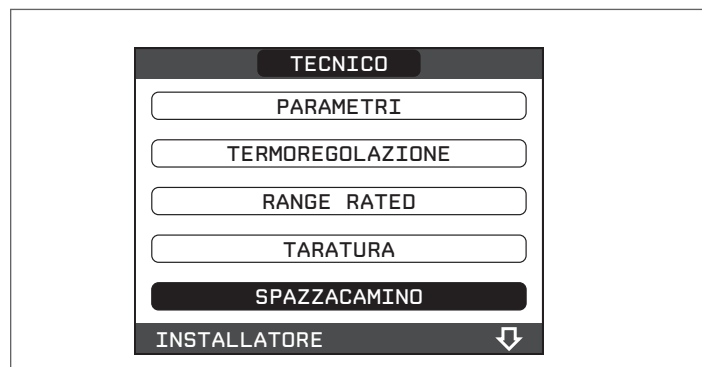 TECNICO
PARAMETRI
TERMOREGOLAZIONE
RANGE RATED
TARATURA
SPAZZACAMINO
INSTALLATORE